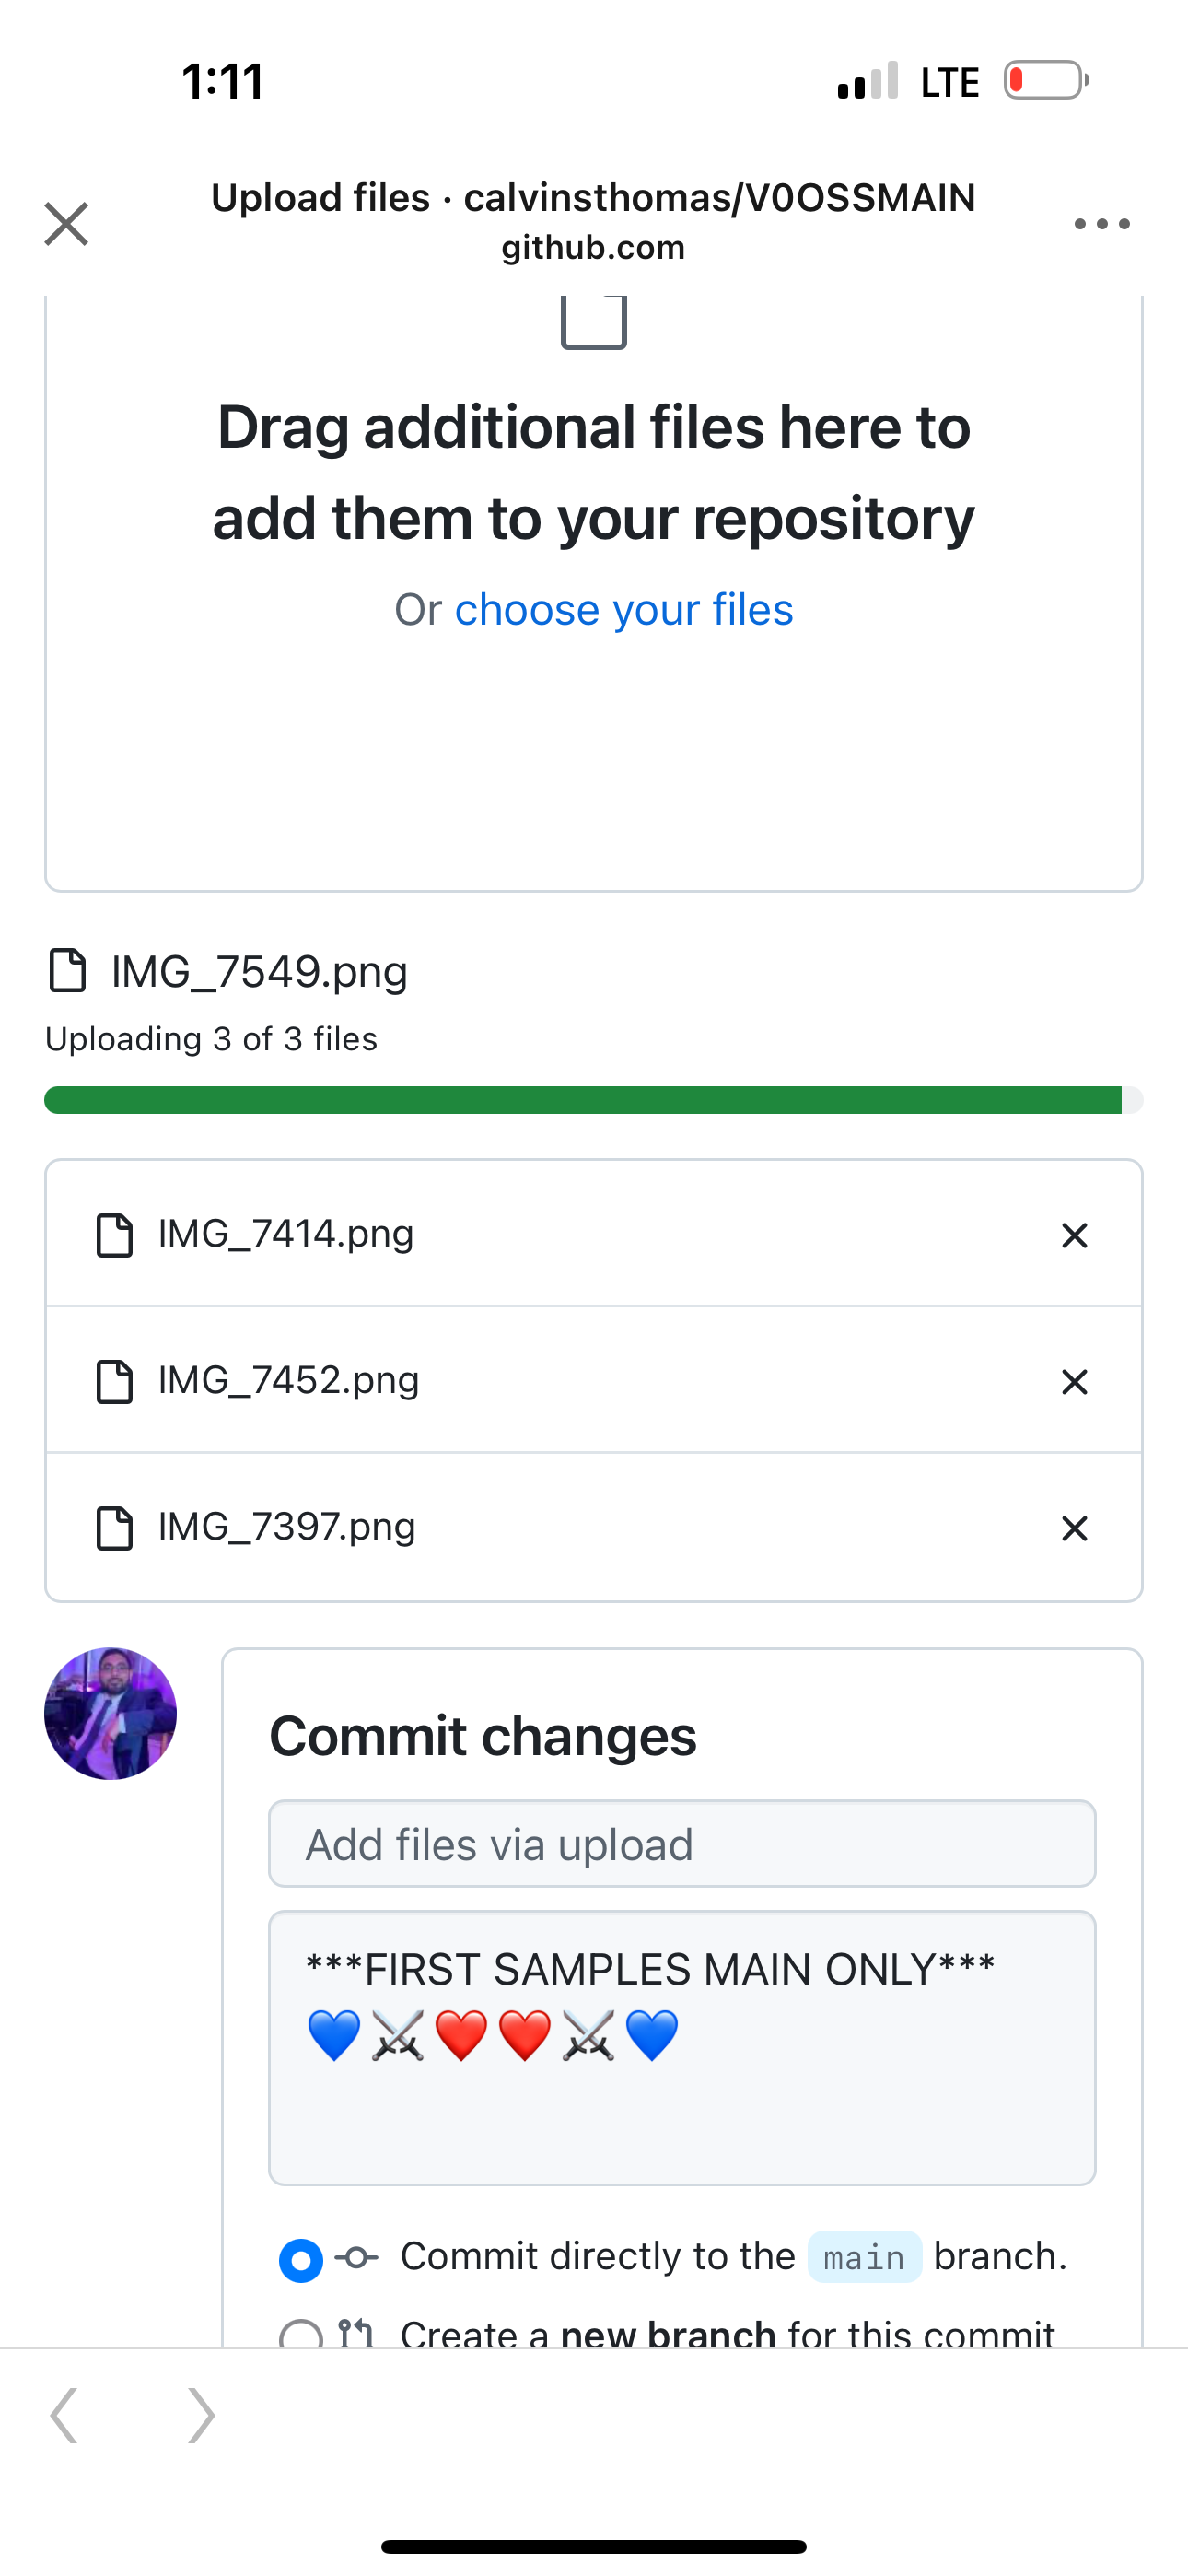 1:11
LTE
Upload files · calvinsthomas/V0OSSMAIN
github.com
Drag additional files here to
add them to your repository
Or choose your files
IMG_7549.png
Uploading 3 of 3 files
IMG_7414.png
IMG_7452.png
IMG_7397.png
Commit changes
Add files via upload
***FIRST SAMPLES MAIN ONLY***
💙⚔️❤️❤️⚔️💙
Commit directly to the main branch.
Create a new branch for this commit